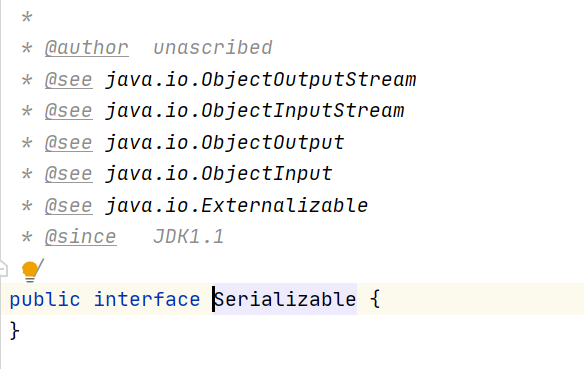 *
* @author  unascribed
* @see java.io.ObjectOutputStream
* @see java.io.ObjectInputStream
* @see java.io.ObjectOutput
* @see java.io.ObjectInput
* @see java.io.Externalizable
* @since   JDK1.1
/
public interface Serializable {
}